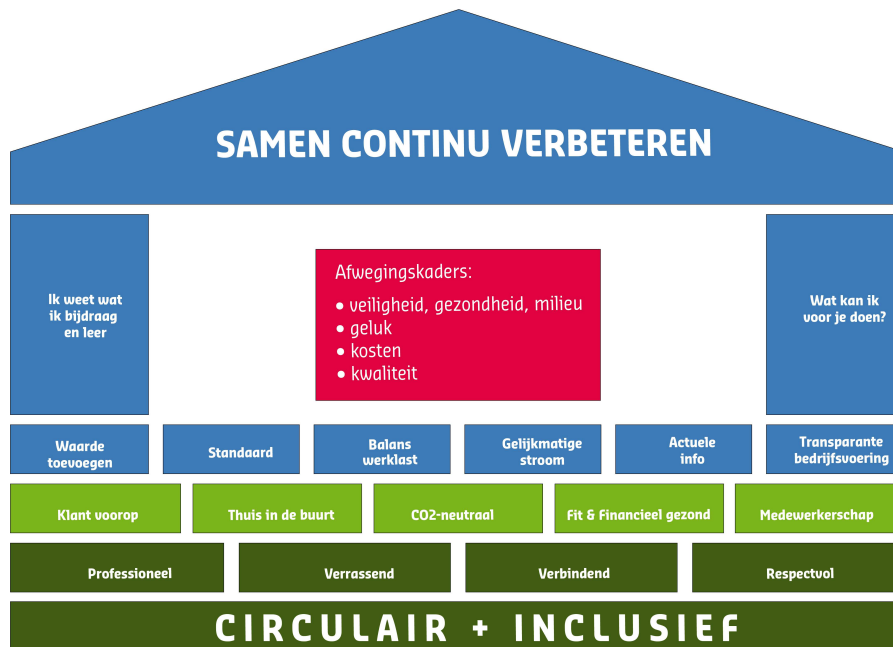 SAMEN CONTINU VERBETEREN
Ik weet wat
ik bijdraag
en leer
Afwegingskaders:
• veiligheid, gezondheid, milieu
• geluk
• kosten
• kwaliteit
Wat kan ik
voor je doen?
Waarde
toevoegen
Standaard
Balans
werklast
Gelijkmatige
stroom
Actuele
info
Transparante
bedrijfsvoering
Klant voorop
Thuis in de buurt
CO2-neutraal
Fit & Financieel gezond
Medewerkerschap
Professioneel
Verrassend
Verbindend
Respectvol
CIRCULAIR + INCLUSIEF